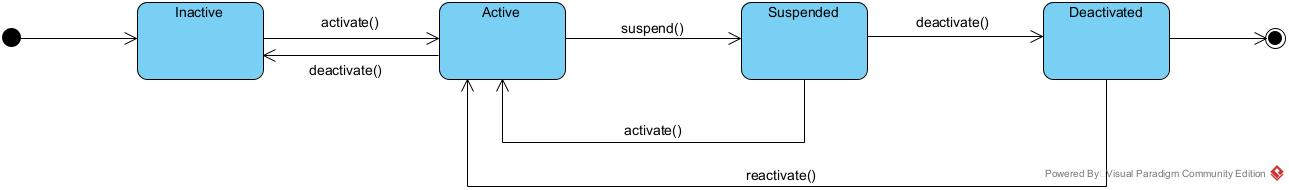 Inactive
activate()
deactivate()
Active
suspend()
Suspended
deactivate()
Deactivated
activate()
reactivate()
Powered By Visual Paradigm Community Edition